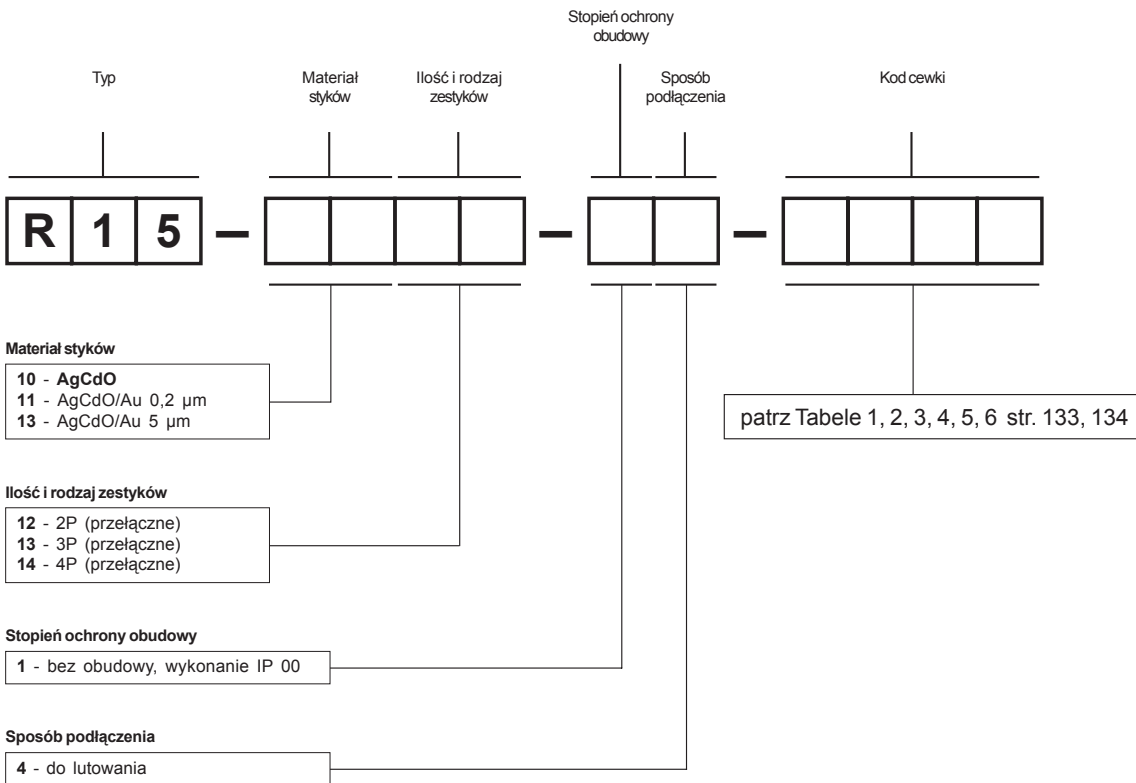 Stopień ochrony
obudowy
Typ
Materiał
styków
Ilość i rodzaj
zestyków
Sposób
podłączenia
Kod cewki
R 1 5 – – –
Materiał styków
10 - AgCdO
11 - AgCdO/Au 0,2 µm
13 - AgCdO/Au 5 µm
patrz Tabele 1, 2, 3, 4, 5, 6 str. 133, 134
Ilość i rodzaj zestyków
12 - 2P (przełączne)
13 - 3P (przełączne)
14 - 4P (przełączne)
Stopień ochrony obudowy
1 - bez obudowy, wykonanie IP 00
Sposób podłączenia
4 - do lutowania